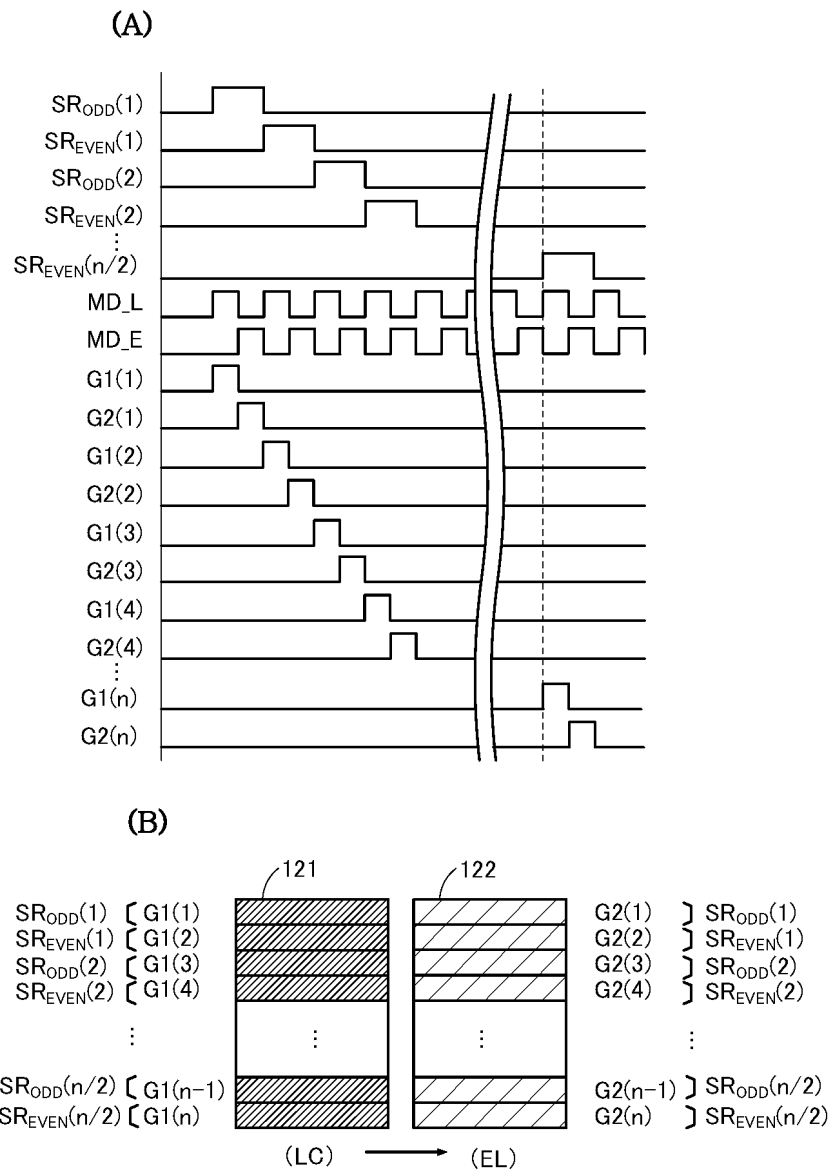 (A)
SR_ODD(1)
SR_EVEN(1)
SR_ODD(2)
SR_EVEN(2)
⋮
SR_EVEN(n/2)
MD_L
MD_E
G1(1)
G2(1)
G1(2)
G2(2)
G1(3)
G2(3)
G1(4)
G2(4)
⋮
G1(n)
G2(n)
(B)
121 122
SR_ODD(1) [ G1(1) G2(1) ] SR_ODD(1)
SR_EVEN(1) [ G1(2) G2(2) ] SR_EVEN(1)
SR_ODD(2) [ G1(3) G2(3) ] SR_ODD(2)
SR_EVEN(2) [ G1(4) G2(4) ] SR_EVEN(2)
⋮ ⋮ ⋮ ⋮
SR_ODD(n/2) [ G1(n-1) G2(n-1) ] SR_ODD(n/2)
SR_EVEN(n/2) [ G1(n) G2(n) ] SR_EVEN(n/2)
(LC) → (EL)